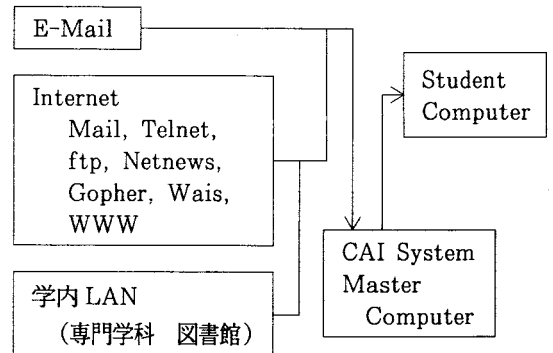 E-Mail
Internet
Mail, Telnet,
ftp, Netnews,
Gopher, Wais,
WWW
学内 LAN
（専門学科　図書館）
Student
Computer
CAI System
Master
Computer